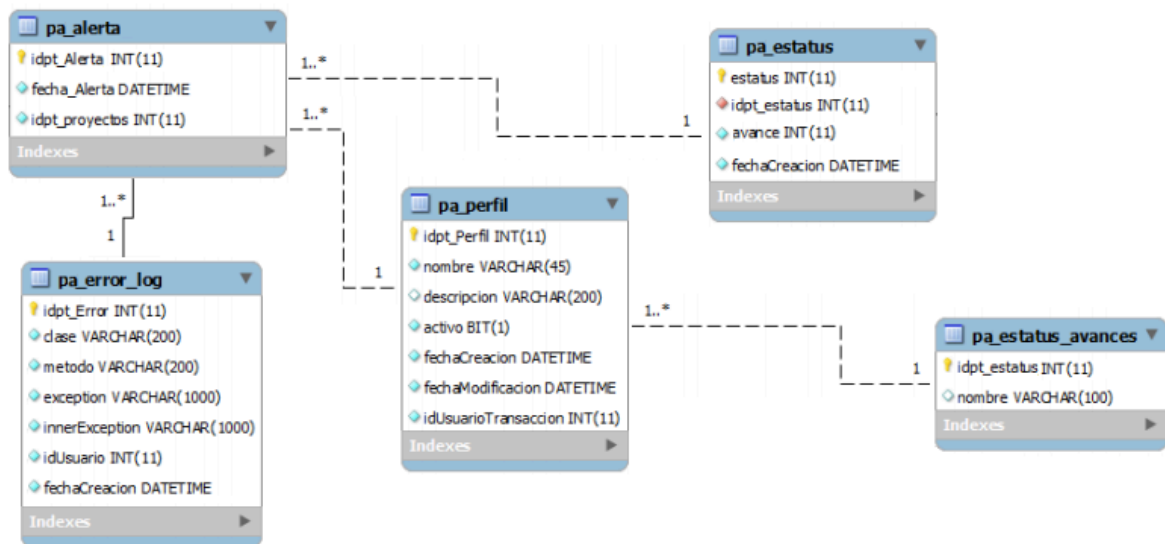 pa_alerta
idpt_Alerta INT(11)
fecha_Alerta DATETIME
idpt_proyectos INT(11)
Indexes
1..*
1..*
1
pa_estatus
estatus INT(11)
idpt_estatus INT(11)
avance INT(11)
fechaCreacion DATETIME
Indexes
1..*
1
pa_error_log
idpt_Error INT(11)
clase VARCHAR(200)
metodo VARCHAR(200)
exception VARCHAR(1000)
innerException VARCHAR(1000)
idUsuario INT(11)
fechaCreacion DATETIME
Indexes
1
pa_perfil
idpt_Perfil INT(11)
nombre VARCHAR(45)
descripcion VARCHAR(200)
activo BIT(1)
fechaCreacion DATETIME
fechaModificacion DATETIME
idUsuarioTransaccion INT(11)
Indexes
1..*
1
pa_estatus_avances
idpt_estatus INT(11)
nombre VARCHAR(100)
Indexes